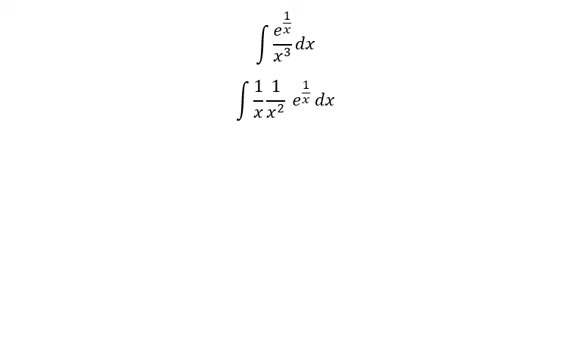 ∫ e^{1/x}/x³ dx
∫ 1/x 1/x² e^{1/x} dx